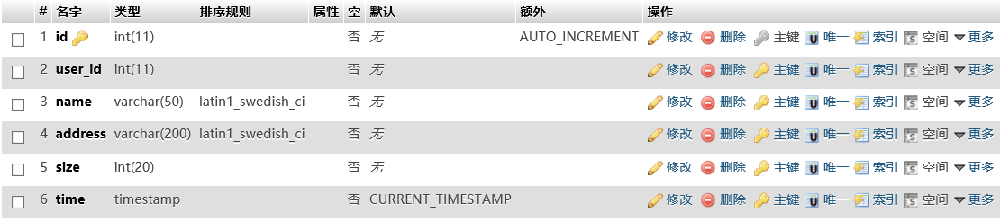 # 名字 类型 排序规则 属性 空 默认 额外 操作
1 id int(11) 否 无 AUTO_INCREMENT 修改 删除 主键 U 唯一 索引 S 空间 更多
2 user_id int(11) 否 无 修改 删除 主键 U 唯一 索引 S 空间 更多
3 name varchar(50) latin1_swedish_ci 否 无 修改 删除 主键 U 唯一 索引 S 空间 更多
4 address varchar(200) latin1_swedish_ci 否 无 修改 删除 主键 U 唯一 索引 S 空间 更多
5 size int(20) 否 无 修改 删除 主键 U 唯一 索引 S 空间 更多
6 time timestamp 否 CURRENT_TIMESTAMP 修改 删除 主键 U 唯一 索引 S 空间 更多